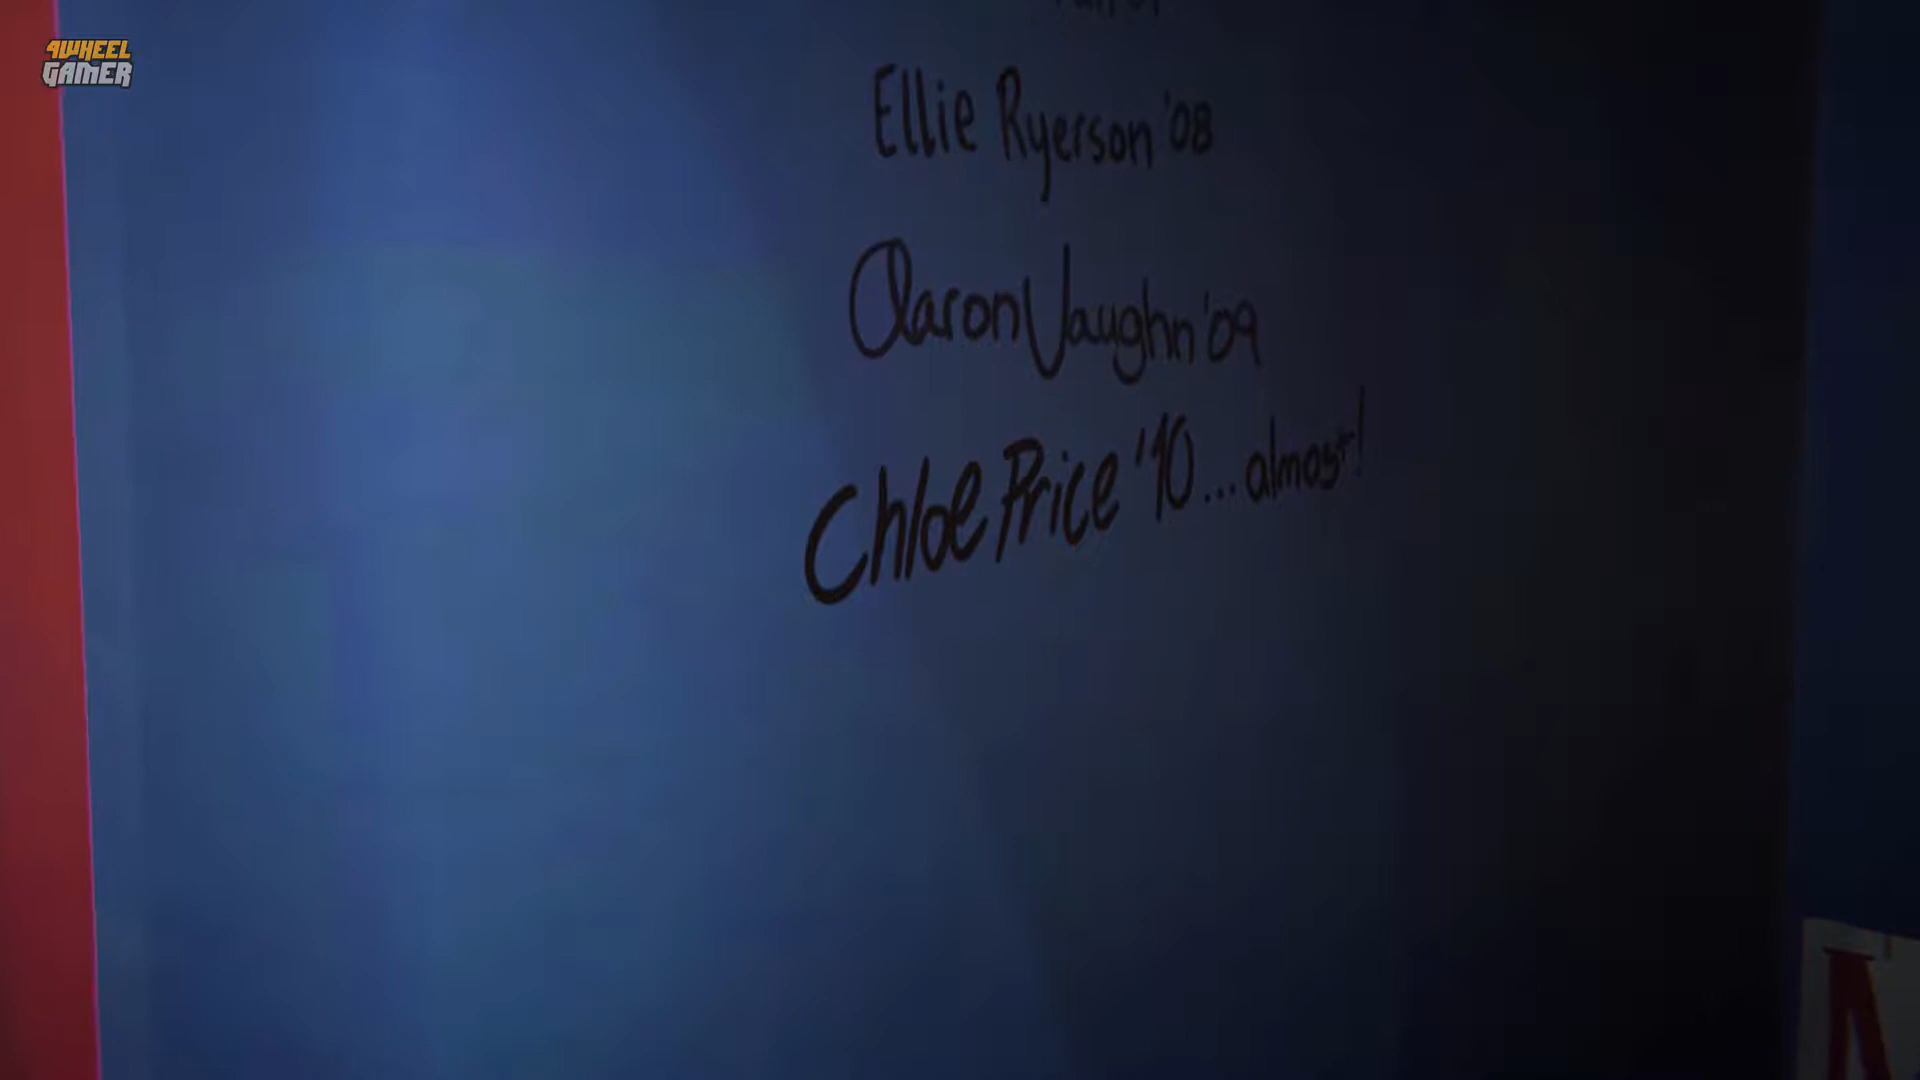 4WHEEL
GAMER
Ellie Ryerson '08
Aaron Vaughn '09
Chloe Price '10... almost!